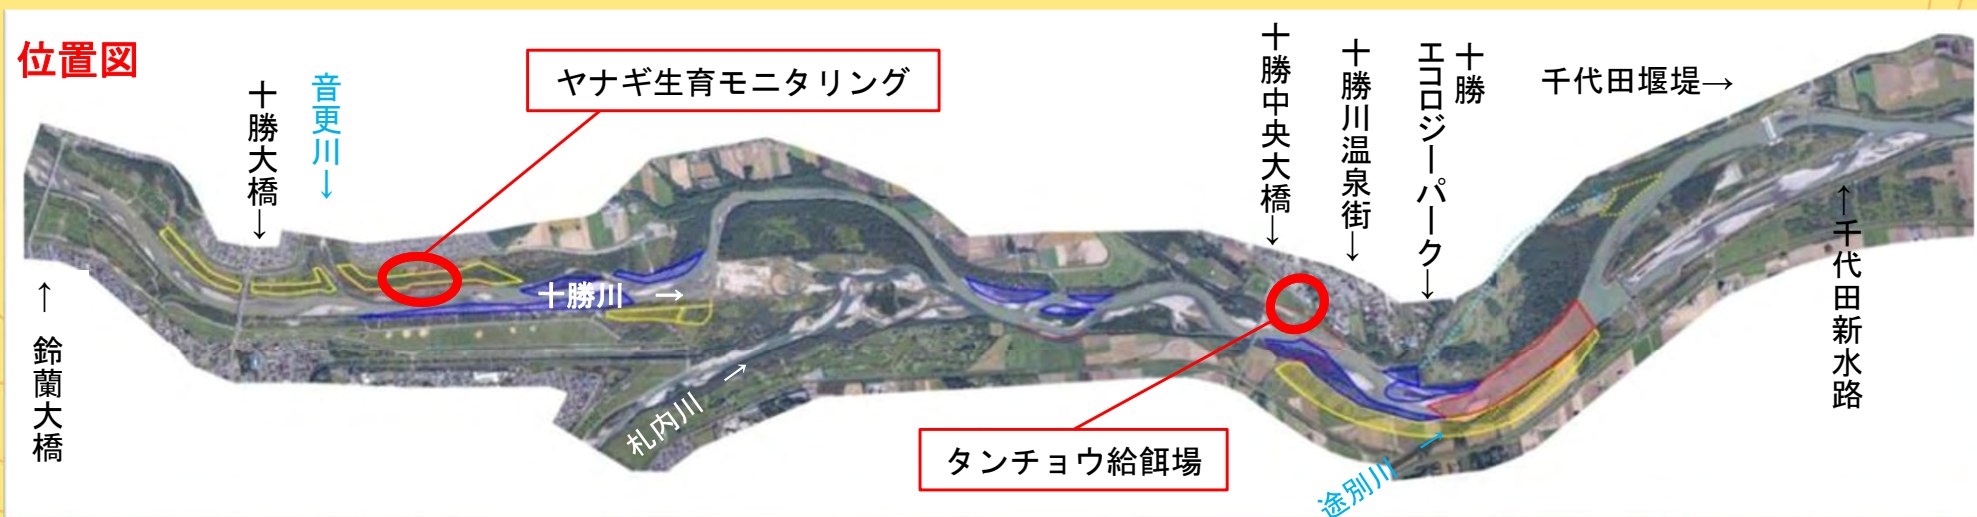 位置図
十勝大橋↓
音更川↓
ヤナギ生育モニタリング
十勝中央大橋↓
十勝川温泉街↓
十勝
エコロジーパーク↓
千代田堰堤→
↑鈴蘭大橋
十勝川 →
札内川 →
タンチョウ給餌場
途別川 →
↑千代田新水路